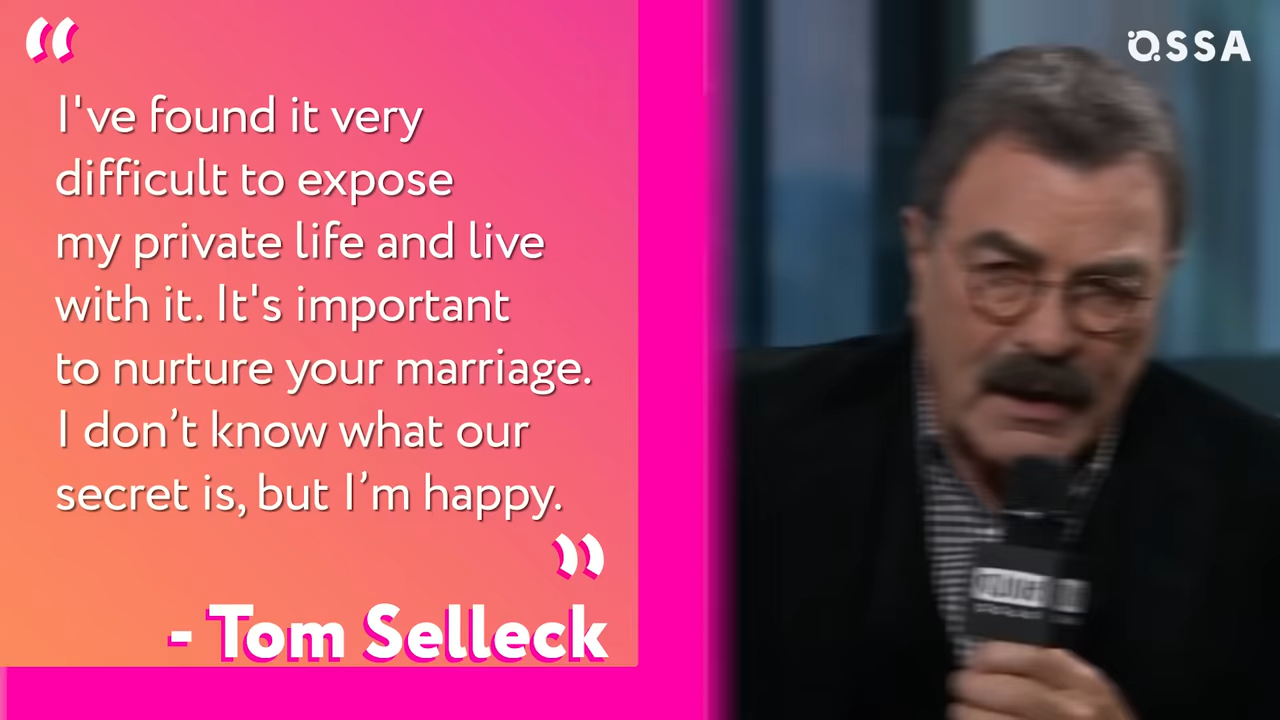 “
I've found it very
difficult to expose
my private life and live
with it. It's important
to nurture your marriage.
I don’t know what our
secret is, but I’m happy.
”
- Tom Selleck
OSSA